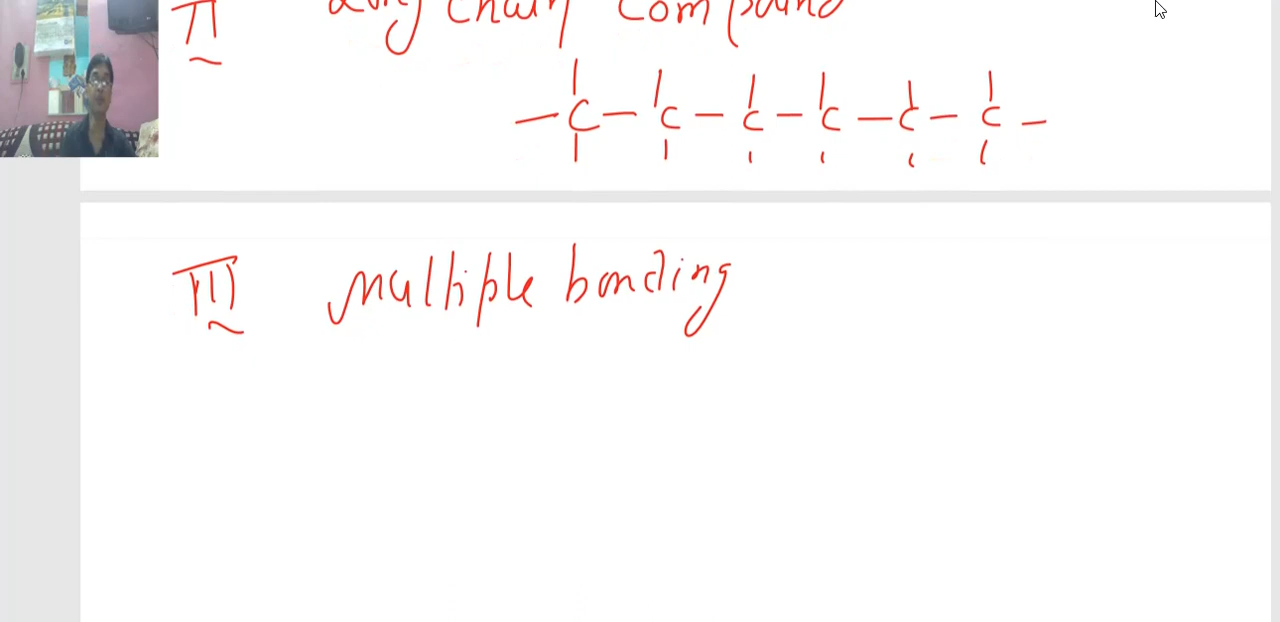 II Long chain compound
— C — C — C — C — C — C —
III multiple bonding